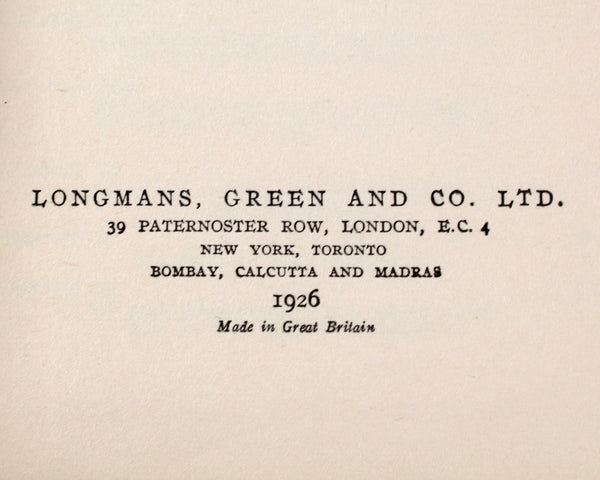 LONGMANS, GREEN AND CO. LTD.
39 PATERNOSTER ROW, LONDON, E.C. 4
NEW YORK, TORONTO
BOMBAY, CALCUTTA AND MADRAS
1926
Made in Great Britain